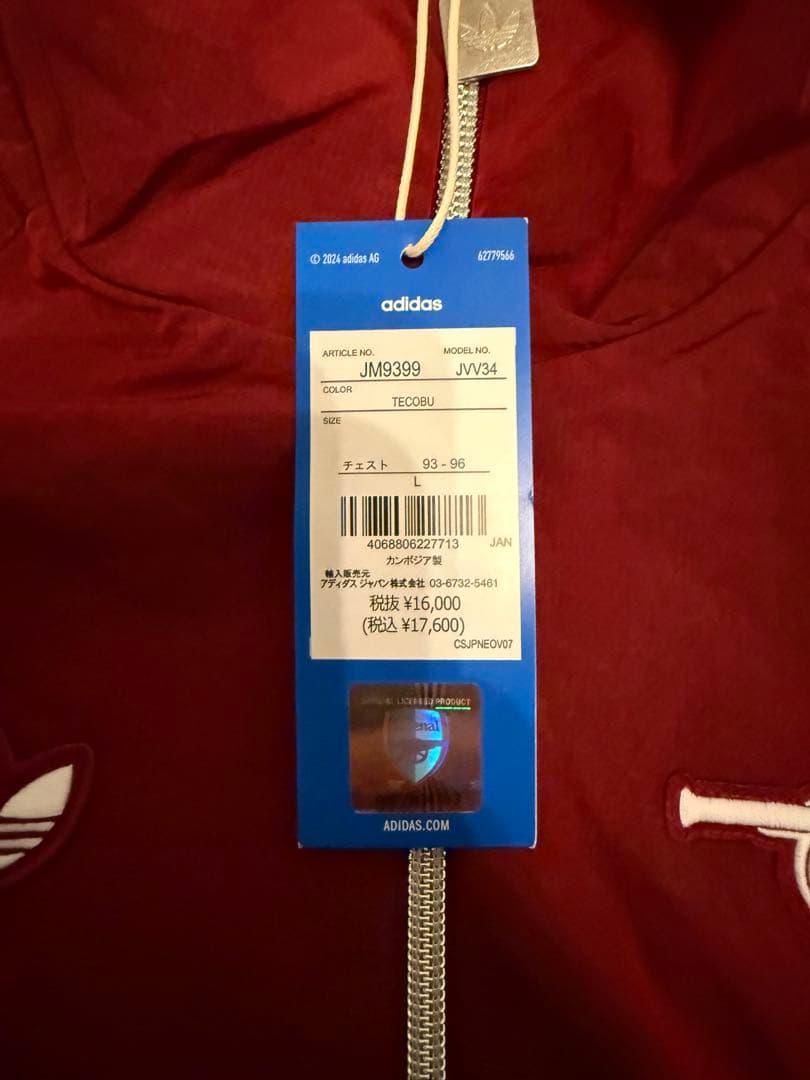 © 2024 adidas AG 62779566
adidas
ARTICLE NO. MODEL NO.
JM9399 JVV34
COLOR
TECOBU
SIZE
チェスト 93 - 96
L
4068806227713 JAN
カンボジア製
輸入販売元
アディダス ジャパン株式会社 03-6732-5461
税抜 ¥16,000
(税込 ¥17,600)
CSJPNEOV07
LICENSED PRODUCT
ADIDAS.COM